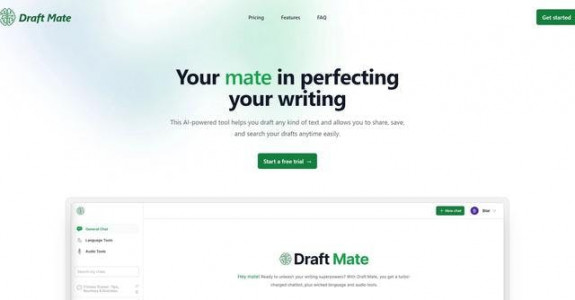 Draft Mate
Pricing Features FAQ
Get started
Your mate in perfecting
your writing
This AI-powered tool helps you draft any kind of text and allows you to share, save,
and search your drafts anytime easily.
Start a free trial →
+ New chat
General Chat
Language Tools
Audio Tools
Draft Mate
Hey mate! Ready to unleash your writing superpowers? With Draft Mate, you get a turbo-
charged chatbot, plus wicked language and audio tools.